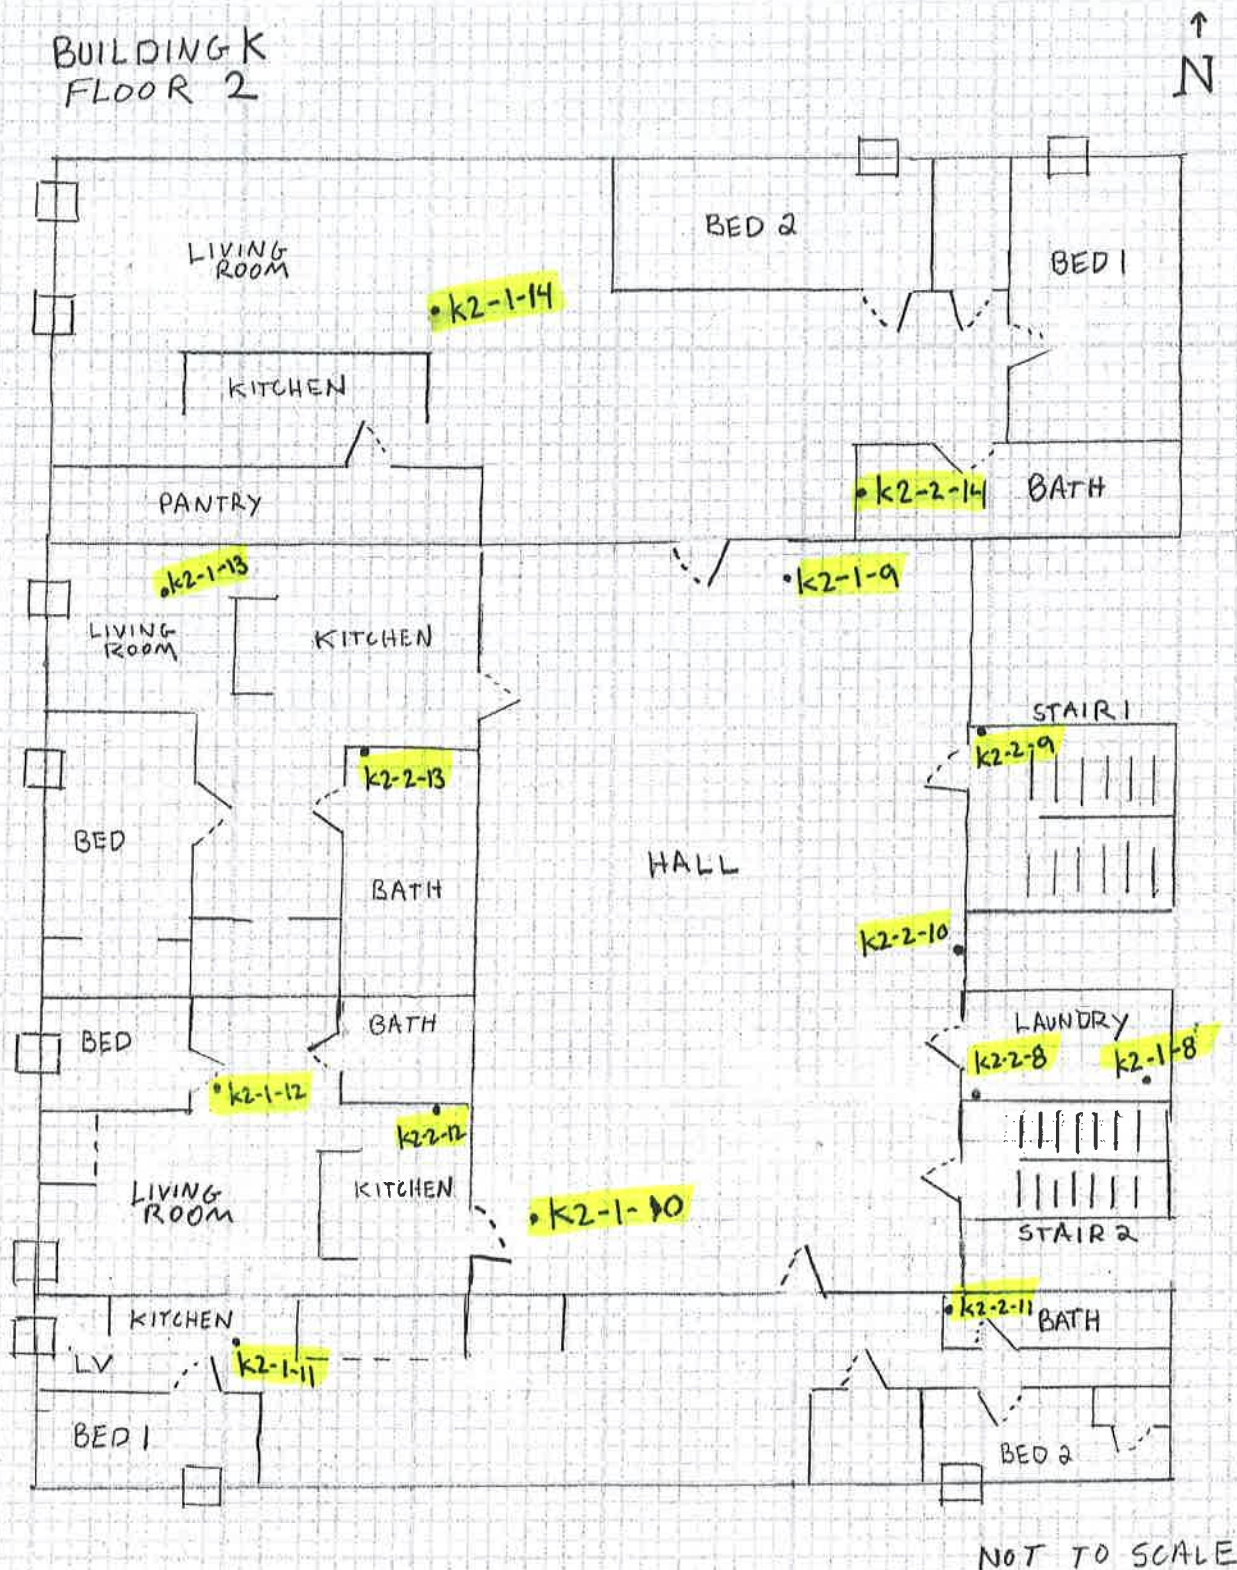 BUILDING K
FLOOR 2
↑
N
BED 2
LIVING
ROOM
BED 1
K2-1-14
KITCHEN
PANTRY
K2-2-14
BATH
K2-1-13
K2-1-9
LIVING
ROOM
KITCHEN
STAIR 1
K2-2-9
K2-2-13
BED
HALL
BATH
K2-2-10
BED
BATH
LAUNDRY
K2-2-8
K2-1-8
K2-1-12
K2-2-12
LIVING
ROOM
KITCHEN
K2-1-10
STAIR 2
KITCHEN
K2-2-11
BATH
LV
K2-1-11
BED 1
BED 2
NOT TO SCALE